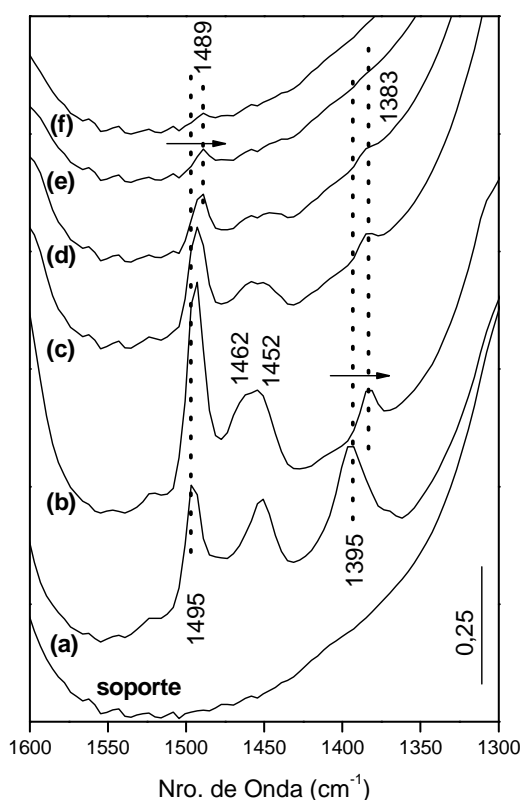 1489
1383
(f)
(e)
(d)
(c)
1462
1452
(b)
1495
1395
(a)
0,25
soporte
1600
1550
1500
1450
1400
1350
1300
Nro. de Onda (cm⁻¹)